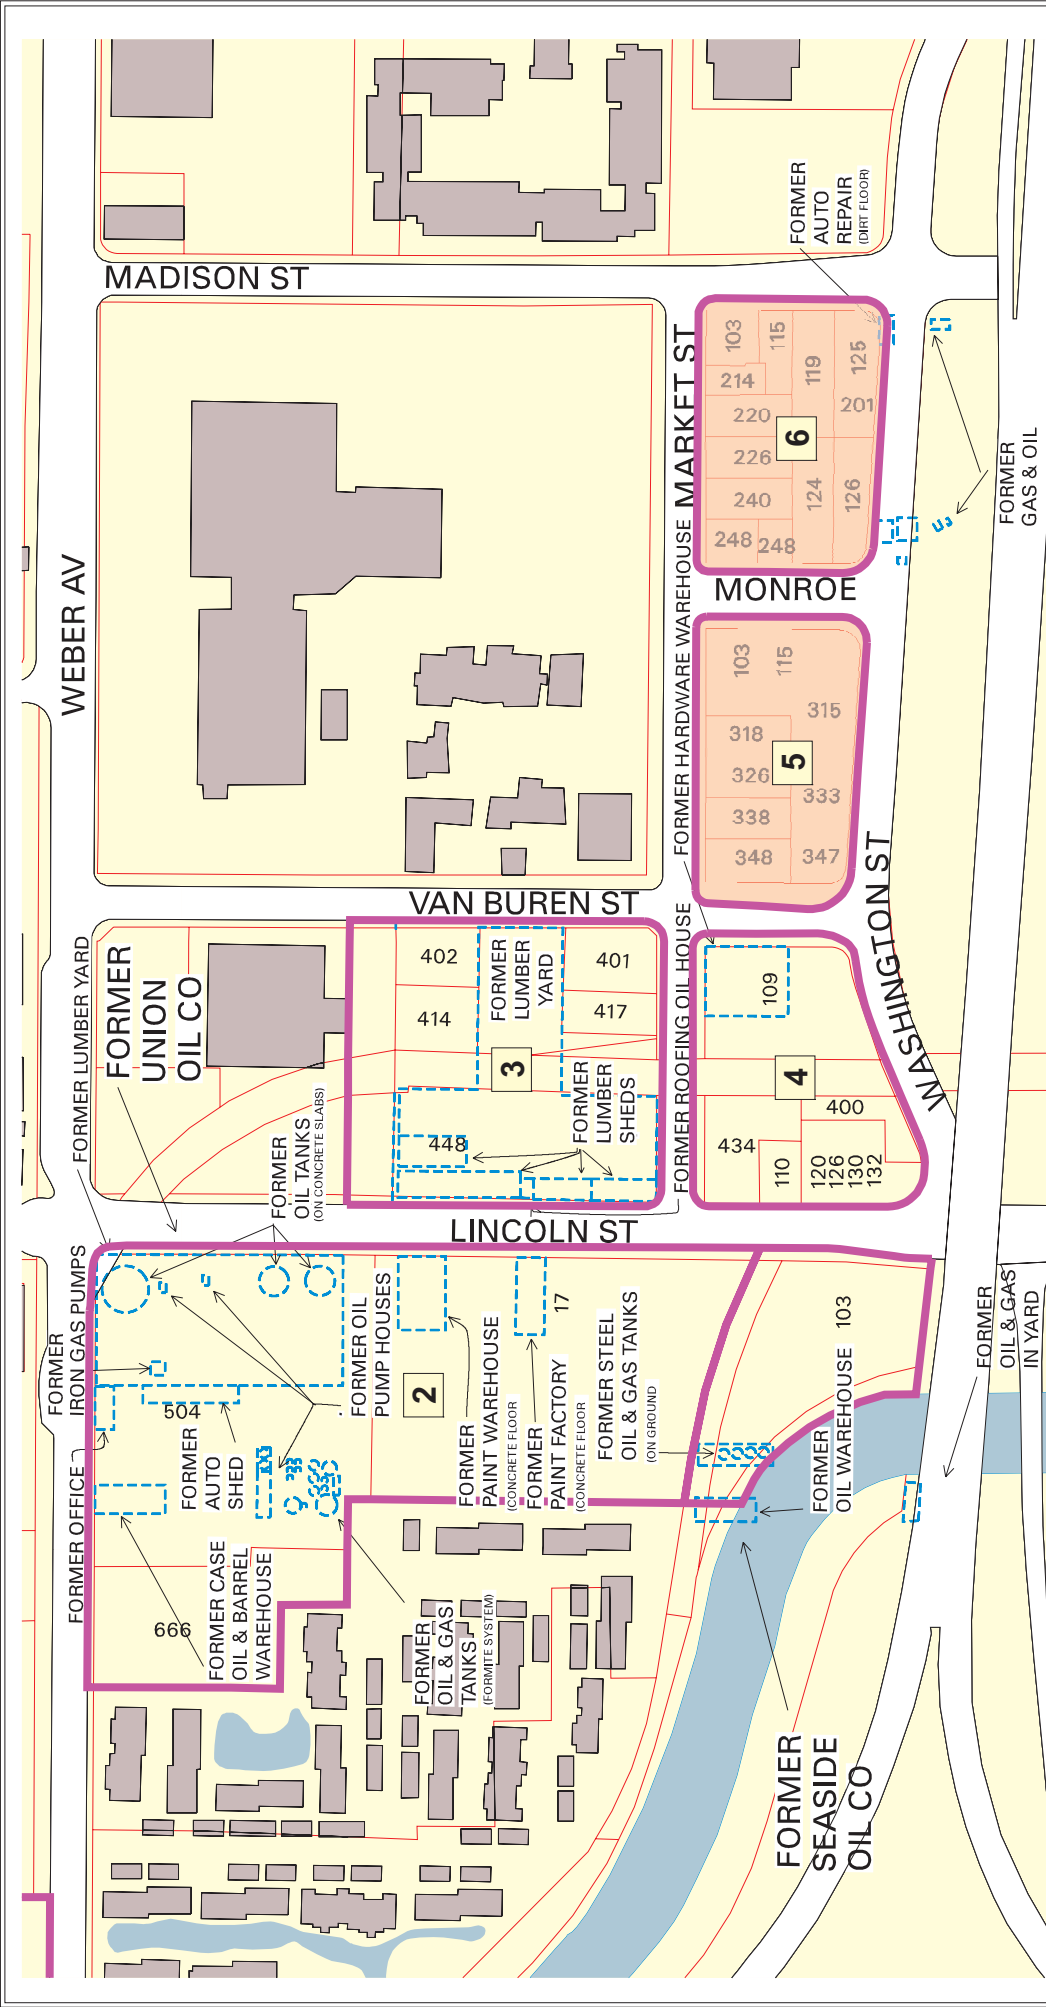 WEBER AV
MADISON ST
MARKET ST
MONROE
VAN BUREN ST
WASHINGTON ST
LINCOLN ST
FORMER
AUTO
REPAIR
(DIRT FLOOR)
FORMER
GAS & OIL
103
115
214
119
125
220
201
226
6
240
124
126
248
248
FORMER HARDWARE WAREHOUSE
103
115
315
318
326
5
333
338
348
347
FORMER LUMBER YARD
FORMER
UNION
OIL CO
402
FORMER
LUMBER
YARD
401
414
417
3
FORMER
LUMBER
SHEDS
448
FORMER ROOFING OIL HOUSE
109
4
400
434
110
120
126
130
132
FORMER
OIL TANKS
(ON CONCRETE SLABS)
FORMER
IRON GAS PUMPS
FORMER OIL
PUMP HOUSES
504
2
17
FORMER
PAINT WAREHOUSE
(CONCRETE FLOOR
FORMER
PAINT FACTORY
(CONCRETE FLOOR
FORMER STEEL
OIL & GAS TANKS
(ON GROUND)
103
FORMER
OIL & GAS
IN YARD
FORMER
OIL WAREHOUSE
FORMER OFFICE
FORMER
AUTO
SHED
FORMER CASE
OIL & BARREL
WAREHOUSE
666
FORMER
OIL & GAS
TANKS
(FORMITE SYSTEM)
FORMER
SEASIDE
OIL CO